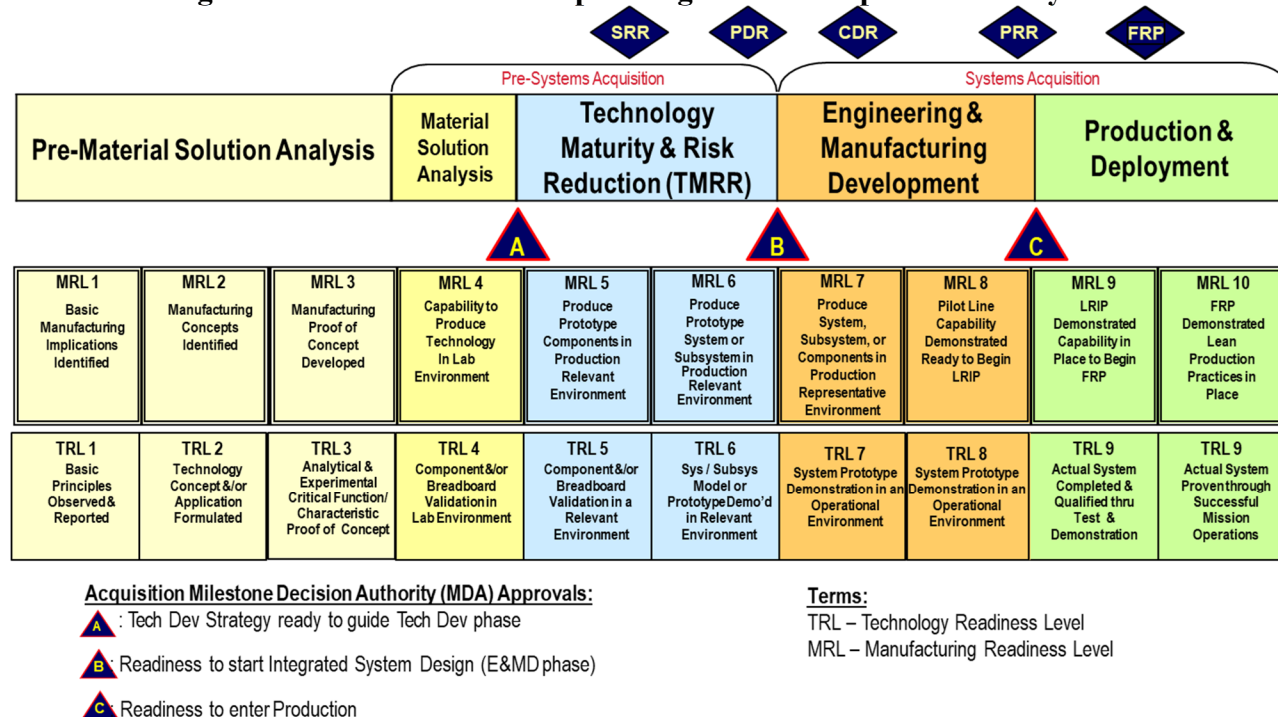 SRR
PDR
CDR
PRR
FRP
Pre-Systems Acquisition
Systems Acquisition
Pre-Material Solution Analysis
Material
Solution
Analysis
Technology
Maturity & Risk
Reduction (TMRR)
Engineering &
Manufacturing
Development
Production &
Deployment
A
B
C
MRL 1
Basic
Manufacturing
Implications
Identified
MRL 2
Manufacturing
Concepts
Identified
MRL 3
Manufacturing
Proof of
Concept
Developed
MRL 4
Capability to
Produce
Technology
In Lab
Environment
MRL 5
Produce
Prototype
Components in
Production
Relevant
Environment
MRL 6
Produce
Prototype
System or
Subsystem in
Production
Relevant
Environment
MRL 7
Produce
System,
Subsystem, or
Components in
Production
Representative
Environment
MRL 8
Pilot Line
Capability
Demonstrated
Ready to Begin
LRIP
MRL 9
LRIP
Demonstrated
Capability in
Place to Begin
FRP
MRL 10
FRP
Demonstrated
Lean
Production
Practices in
Place
TRL 1
Basic
Principles
Observed &
Reported
TRL 2
Technology
Concept &/or
Application
Formulated
TRL 3
Analytical &
Experimental
Critical Function/
Characteristic
Proof of Concept
TRL 4
Component &/or
Breadboard
Validation in
Lab Environment
TRL 5
Component &/or
Breadboard
Validation in a
Relevant
Environment
TRL 6
Sys / Subsys
Model or
Prototype Demo'd
in Relevant
Environment
TRL 7
System Prototype
Demonstration in an
Operational
Environment
TRL 8
System Prototype
Demonstration in an
Operational
Environment
TRL 9
Actual System
Completed &
Qualified thru
Test &
Demonstration
TRL 9
Actual System
Proven through
Successful
Mission
Operations
Acquisition Milestone Decision Authority (MDA) Approvals:
A : Tech Dev Strategy ready to guide Tech Dev phase
B : Readiness to start Integrated System Design (E&MD phase)
C : Readiness to enter Production
Terms:
TRL – Technology Readiness Level
MRL – Manufacturing Readiness Level